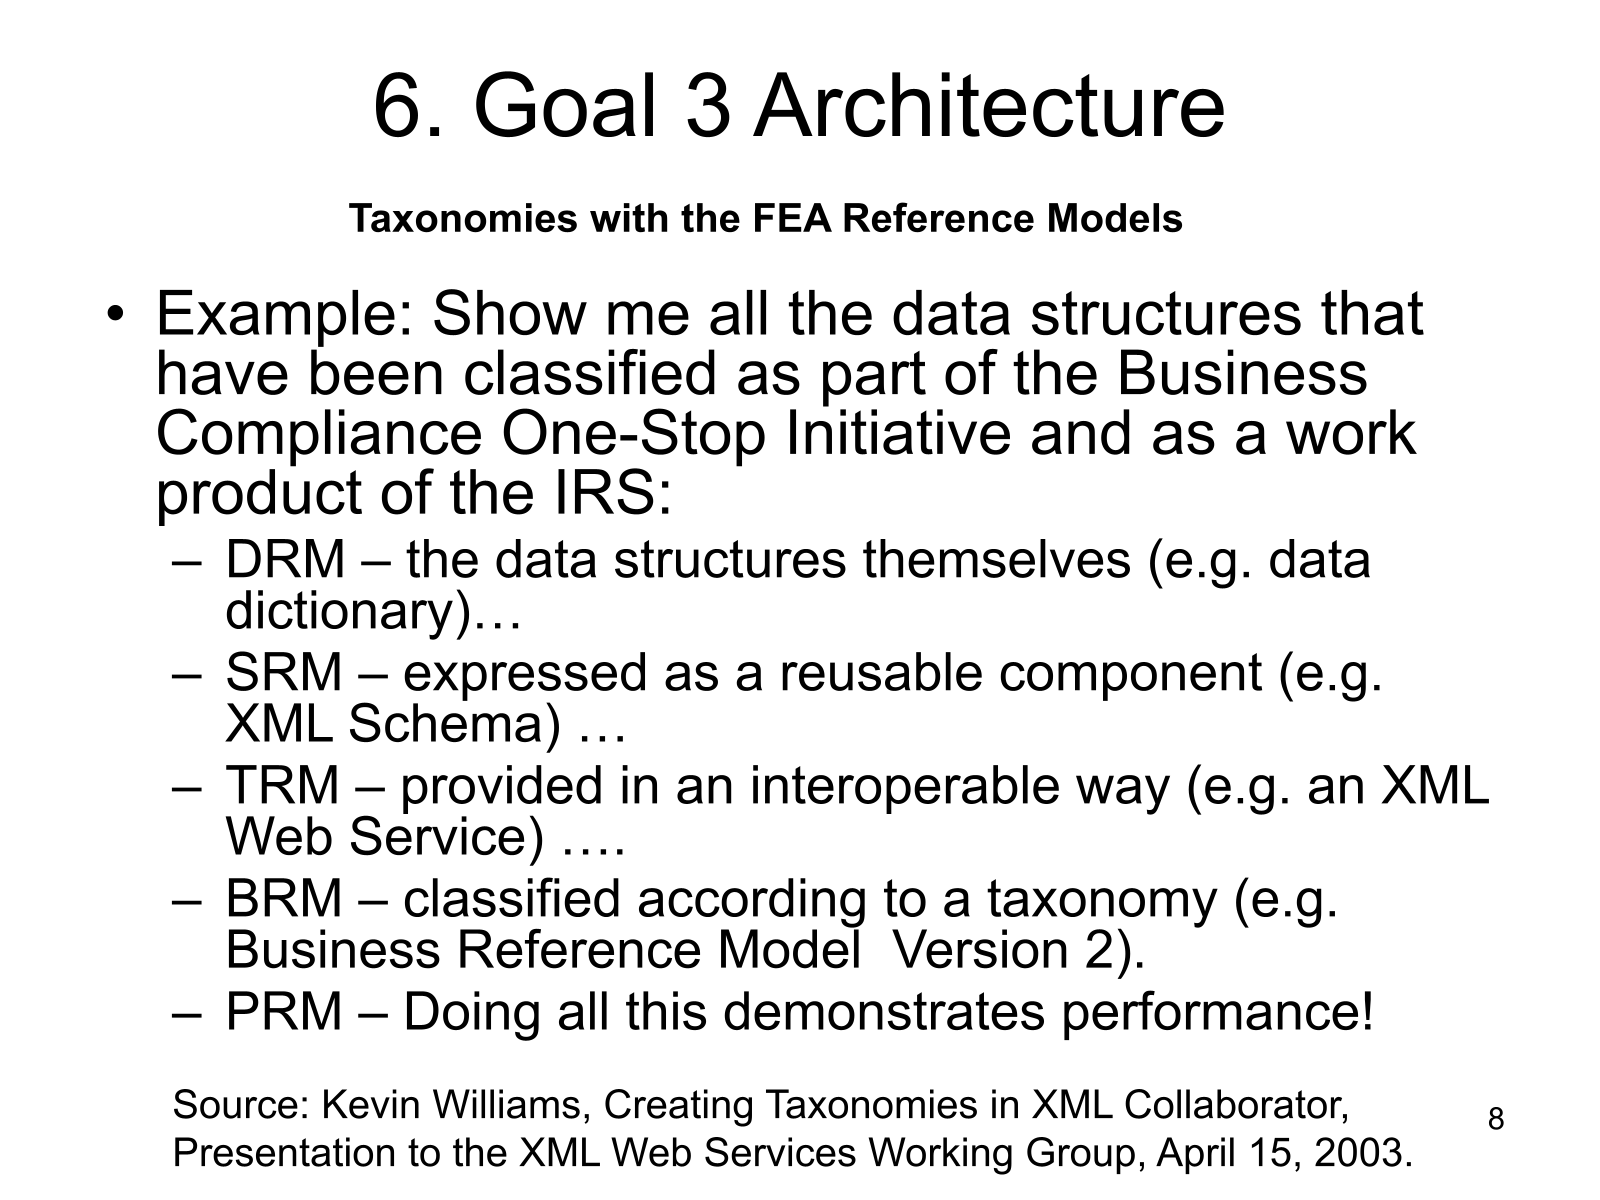 6. Goal 3 Architecture
Taxonomies with the FEA Reference Models
• Example: Show me all the data structures that
have been classified as part of the Business
Compliance One-Stop Initiative and as a work
product of the IRS:
– DRM – the data structures themselves (e.g. data
dictionary)…
– SRM – expressed as a reusable component (e.g.
XML Schema) …
– TRM – provided in an interoperable way (e.g. an XML
Web Service) ….
– BRM – classified according to a taxonomy (e.g.
Business Reference Model  Version 2).
– PRM – Doing all this demonstrates performance!
Source: Kevin Williams, Creating Taxonomies in XML Collaborator,
Presentation to the XML Web Services Working Group, April 15, 2003.
8